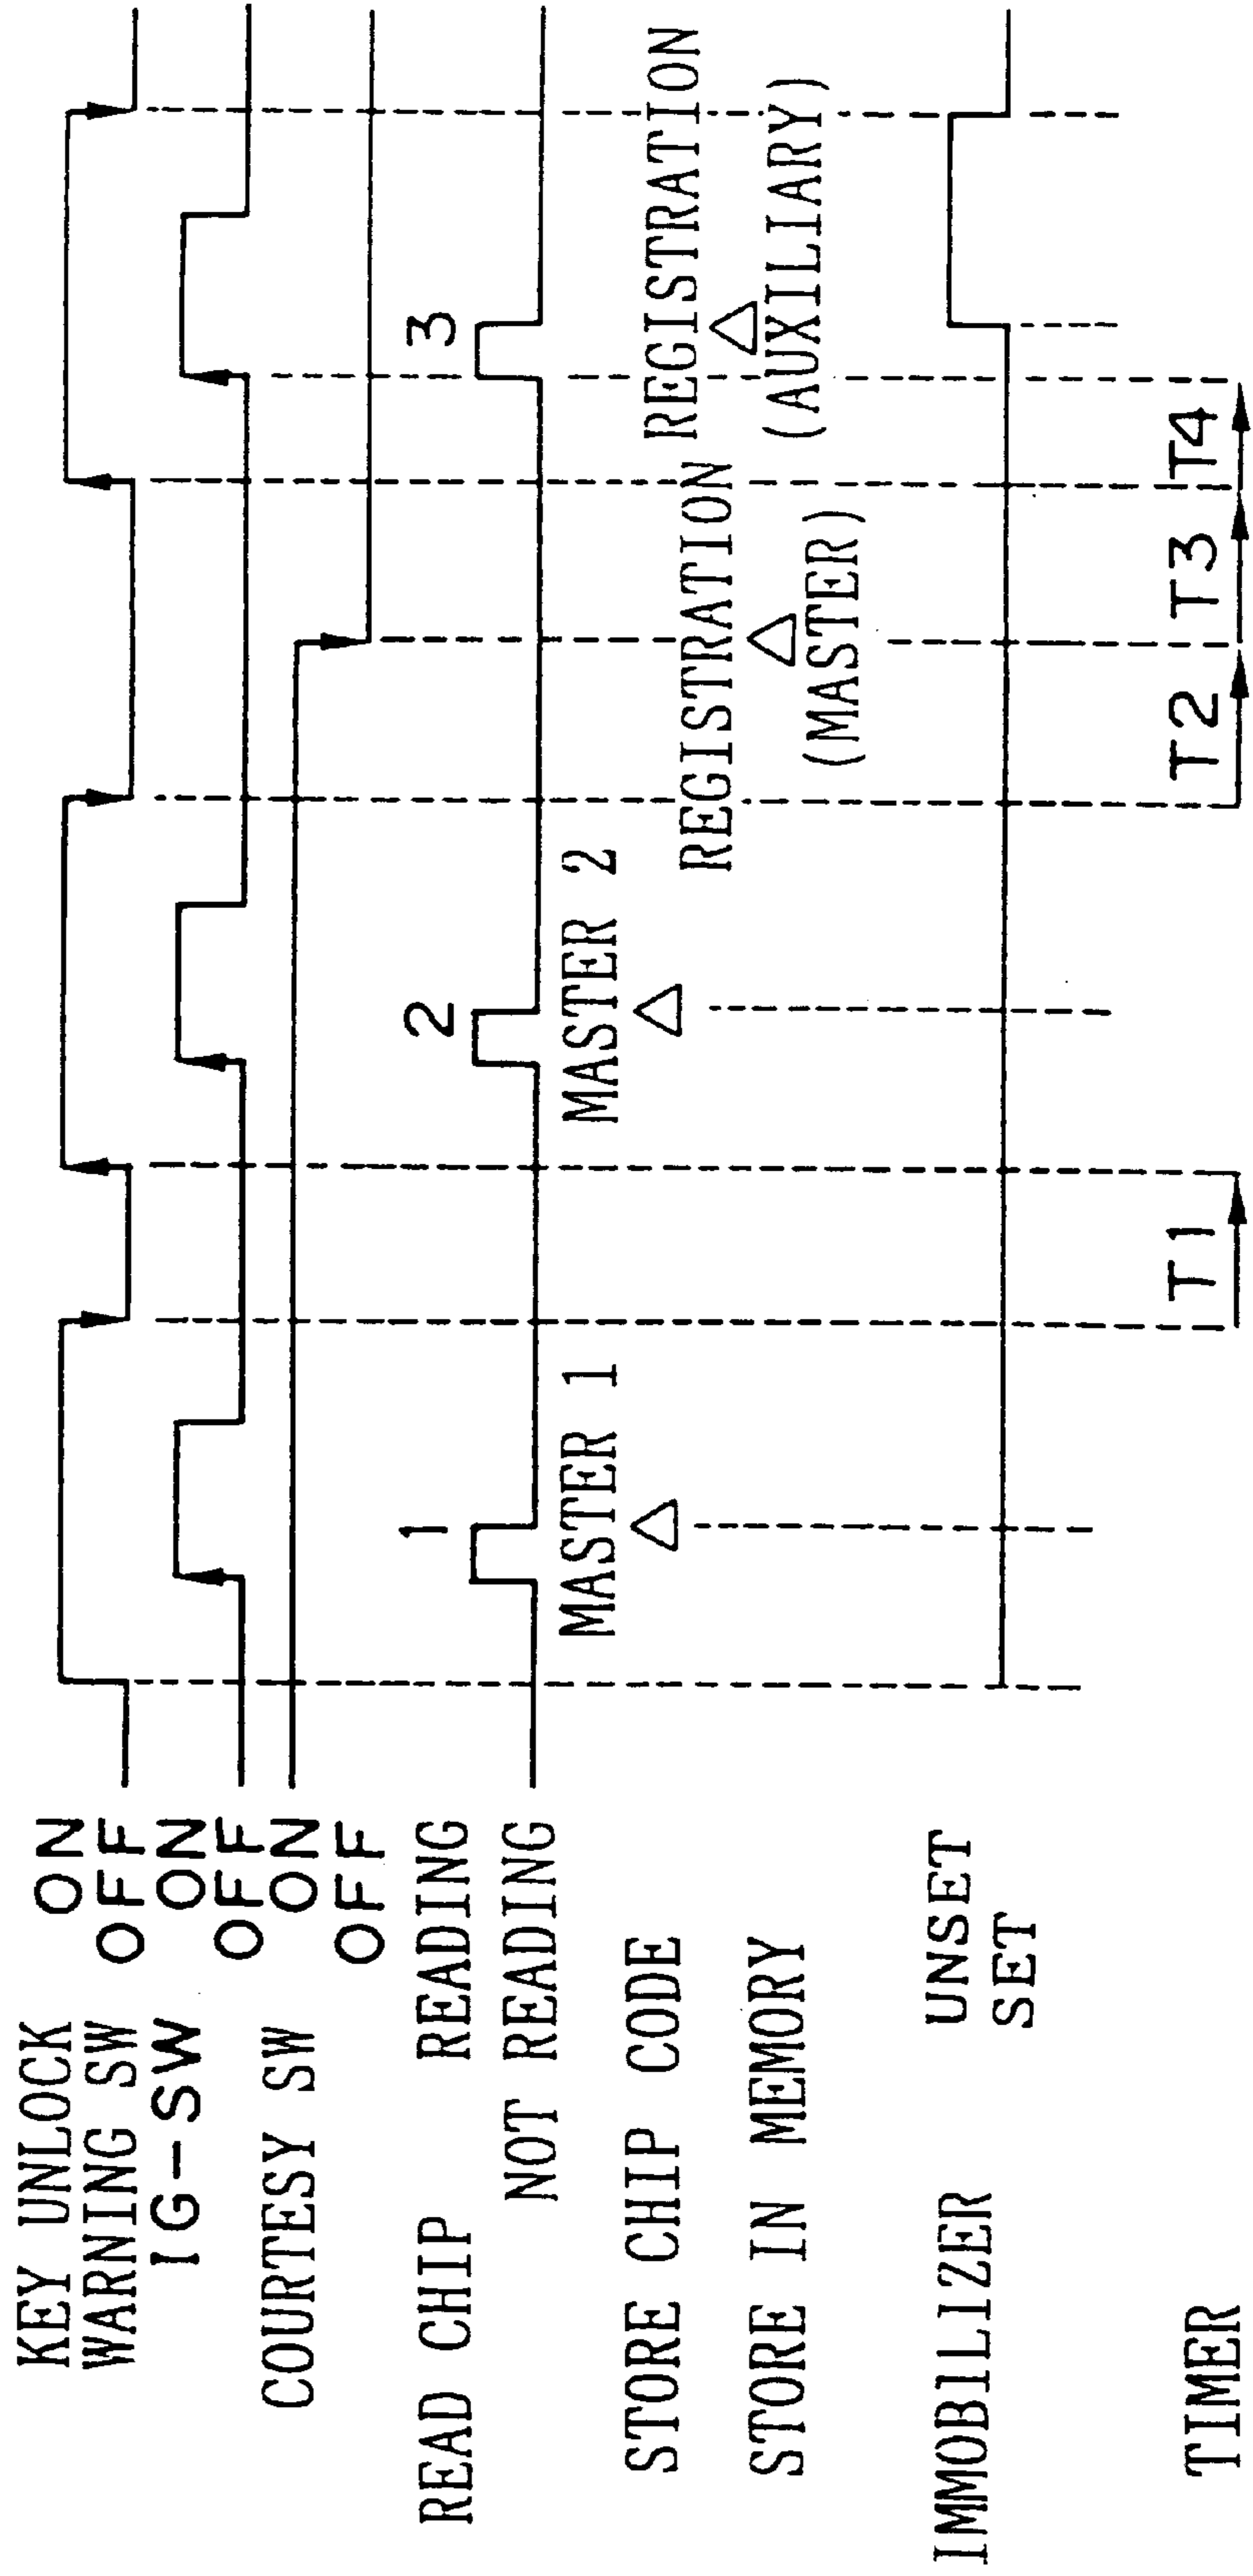 KEY UNLOCK
WARNING SW
ON
OFF
IG-SW
ON
OFF
COURTESY SW
ON
OFF
READ CHIP
READING
NOT READING
1
2
3
STORE CHIP CODE
MASTER 1
MASTER 2
STORE IN MEMORY
REGISTRATION
(MASTER)
REGISTRATION
(AUXILIARY)
IMMOBILIZER
UNSET
SET
TIMER
T1
T2
T3
T4